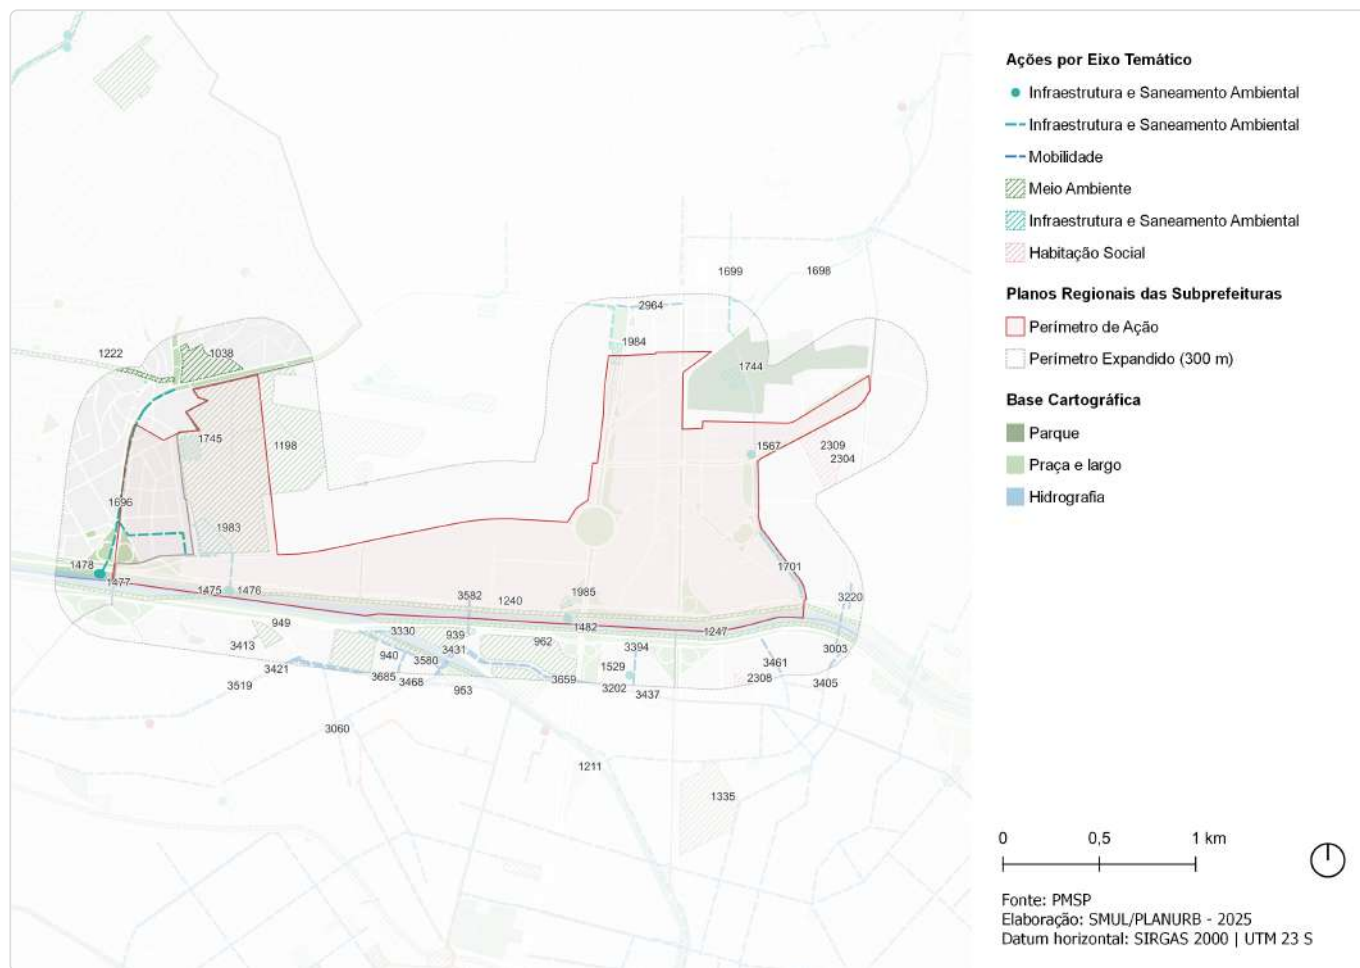 1699
1698
2964
1984
1222
1038
1744
1745
1198
1567
2309
2304
1696
1983
1478
1477
1475
1476
1701
3582
1240
1985
3220
949
1482
1247
3330
939
962
3413
3431
3394
3003
940
3580
3421
1529
3461
3685
3468
3659
2308
3405
3519
953
3202
3437
3060
1211
1335
Ações por Eixo Temático
Infraestrutura e Saneamento Ambiental
Infraestrutura e Saneamento Ambiental
Mobilidade
Meio Ambiente
Infraestrutura e Saneamento Ambiental
Habitação Social
Planos Regionais das Subprefeituras
Perímetro de Ação
Perímetro Expandido (300 m)
Base Cartográfica
Parque
Praça e largo
Hidrografia
0 0,5 1 km
Fonte: PMSP
Elaboração: SMUL/PLANURB - 2025
Datum horizontal: SIRGAS 2000 | UTM 23 S